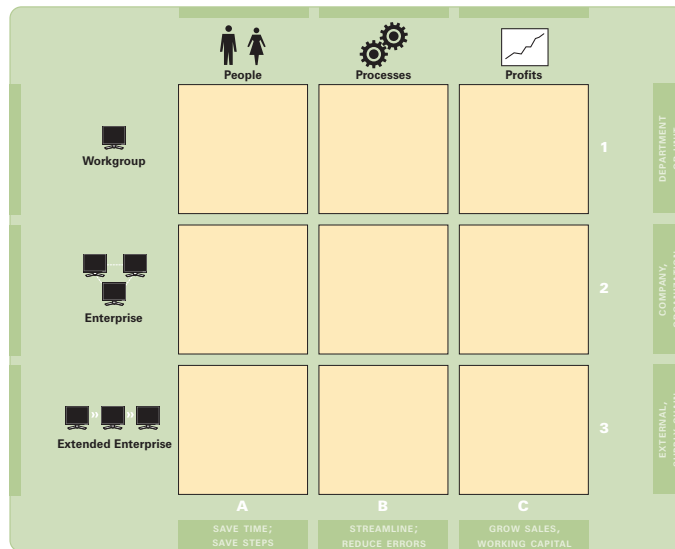 People
Processes
Profits
Workgroup
1
DEPARTMENT
Enterprise
2
COMPANY,
Extended Enterprise
»
»
3
EXTERNAL,
A
B
C
SAVE TIME;
SAVE STEPS
STREAMLINE;
REDUCE ERRORS
GROW SALES,
WORKING CAPITAL